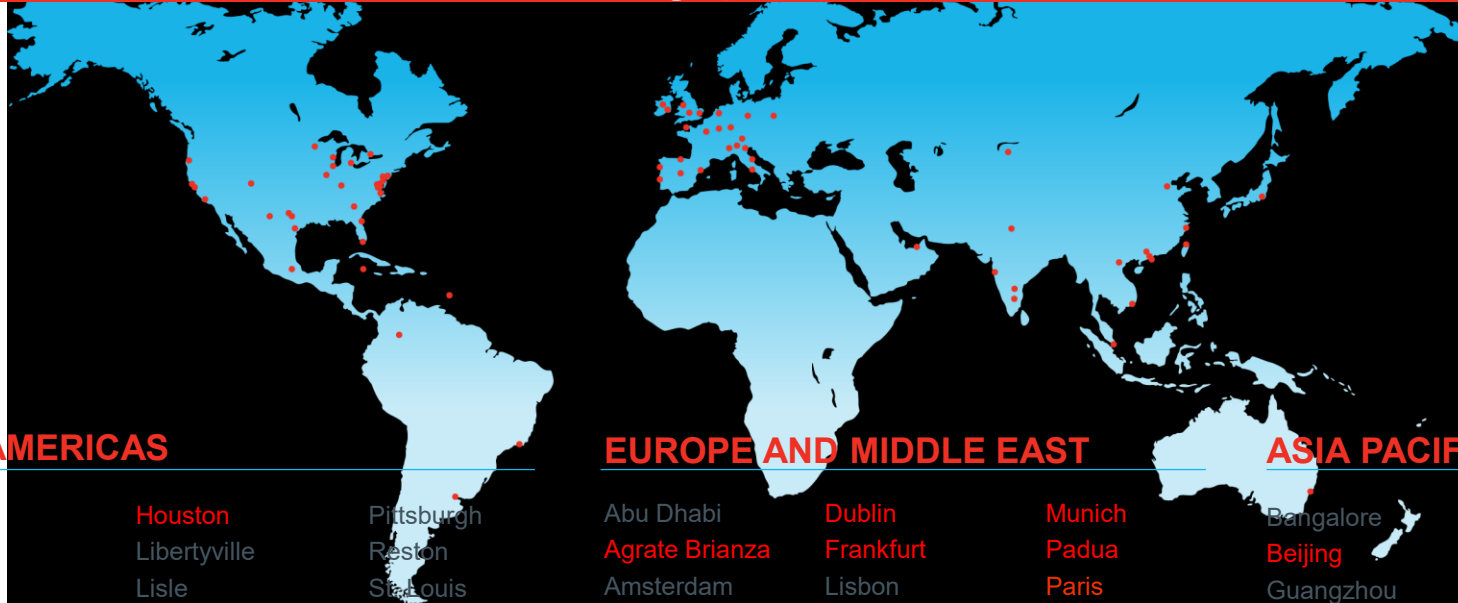 AMERICAS
Houston
Libertyville
Lisle
Pittsburgh
Reston
St. Louis
EUROPE AND MIDDLE EAST
Abu Dhabi
Agrate Brianza
Amsterdam
Dublin
Frankfurt
Lisbon
Munich
Padua
Paris
ASIA PACIF
Bangalore
Beijing
Guangzhou